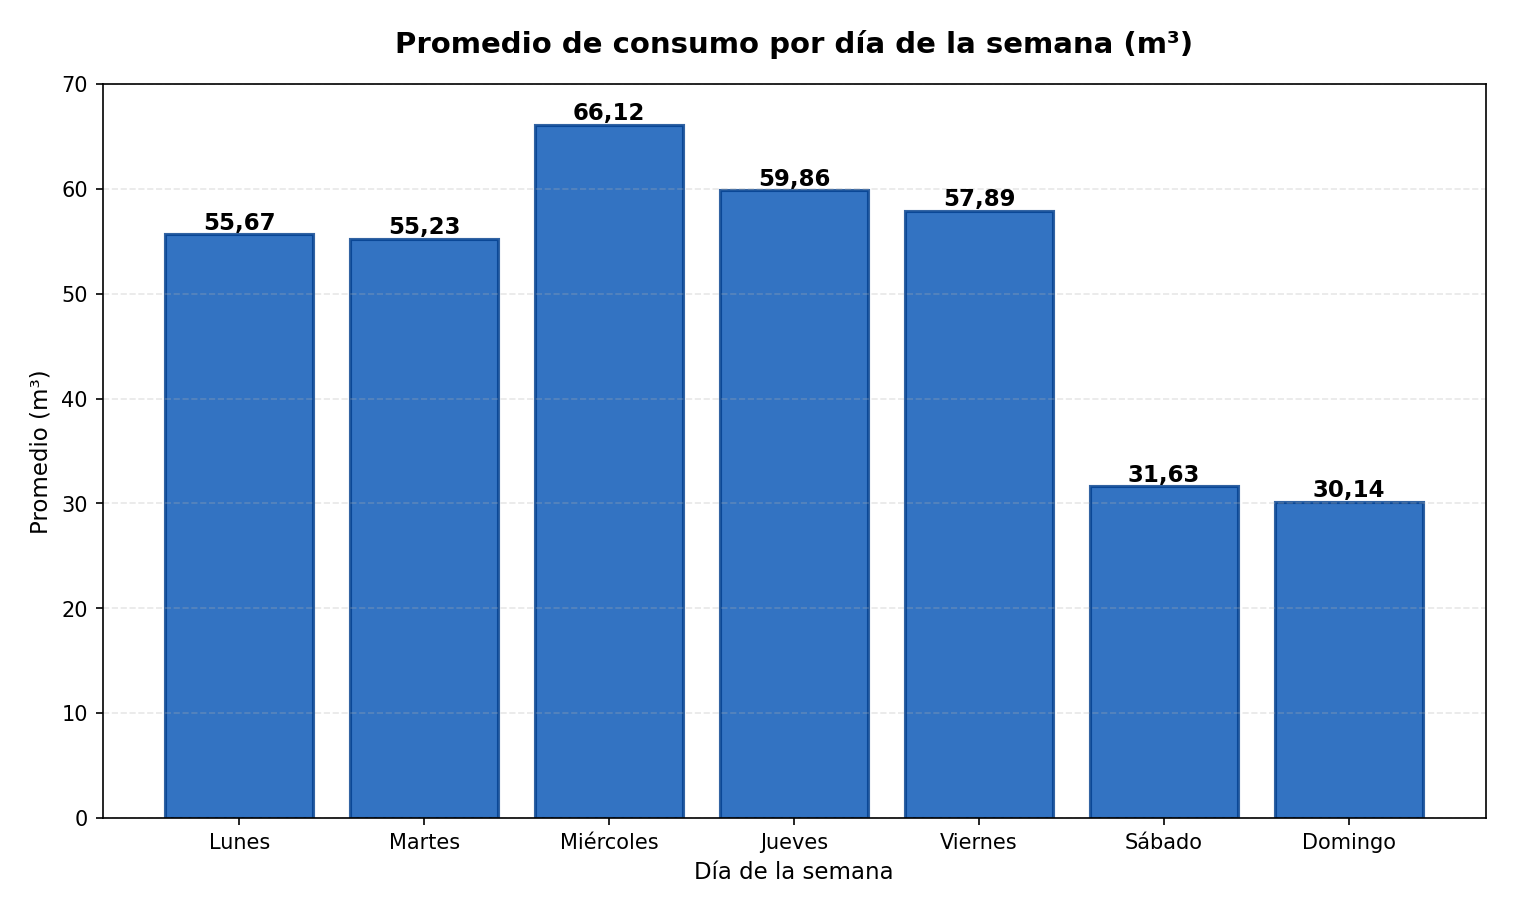 Promedio de consumo por día de la semana (m³)
70
60
50
40
30
20
10
0
Promedio (m³)
55,67
55,23
66,12
59,86
57,89
31,63
30,14
Lunes
Martes
Miércoles
Jueves
Viernes
Sábado
Domingo
Día de la semana